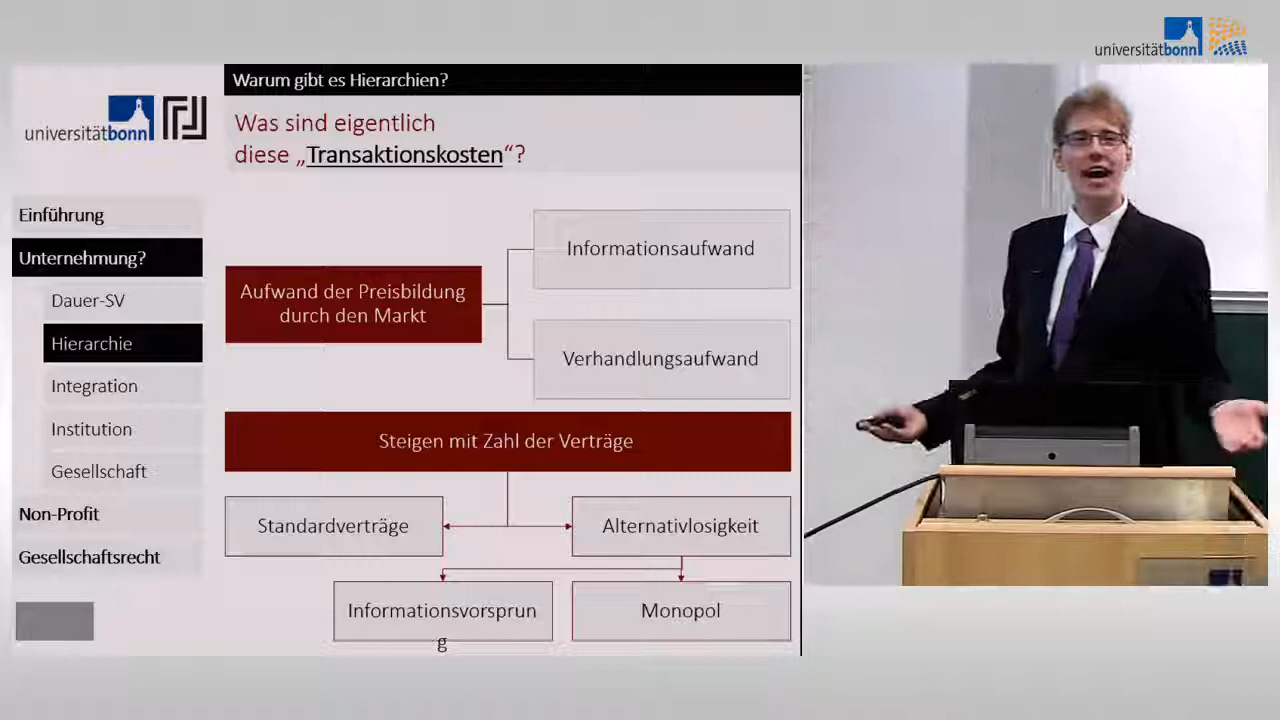 universitätbonn
Warum gibt es Hierarchien?
universitätbonn
Was sind eigentlich
diese „Transaktionskosten“?
Einführung
Unternehmung?
Dauer-SV
Hierarchie
Integration
Institution
Gesellschaft
Non-Profit
Gesellschaftsrecht
Aufwand der Preisbildung
durch den Markt
Informationsaufwand
Verhandlungsaufwand
Steigen mit Zahl der Verträge
Standardverträge
Alternativlosigkeit
Informationsvorsprun
g
Monopol